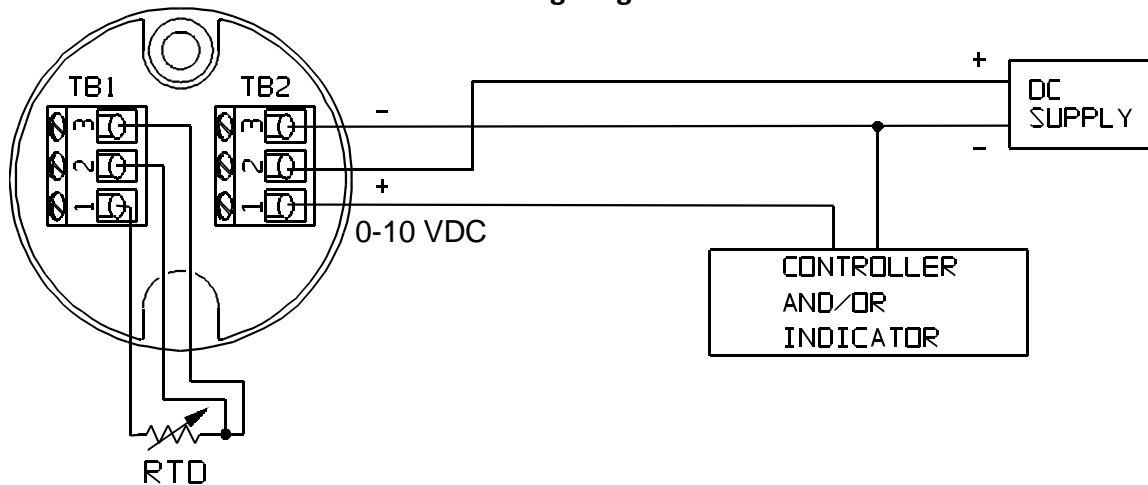 TB1
TB2
3
2
1
3
2
1
-
+
0-10 VDC
+
-
DC
SUPPLY
CONTROLLER
AND/OR
INDICATOR
RTD